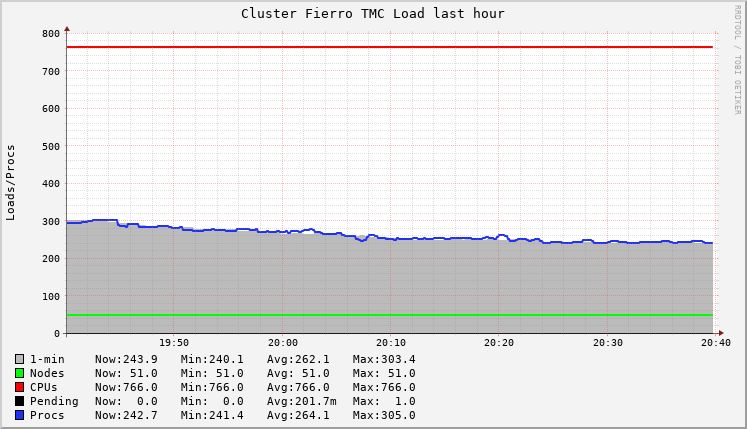 Cluster Fierro TMC Load last hour
RRDTOOL / TOBI OETIKER
Loads/Procs
800
700
600
500
400
300
200
100
0
19:50 20:00 20:10 20:20 20:30 20:40
1-min Now:243.9 Min:240.1 Avg:262.1 Max:303.4
Nodes Now: 51.0 Min: 51.0 Avg: 51.0 Max: 51.0
CPUs Now:766.0 Min:766.0 Avg:766.0 Max:766.0
Pending Now: 0.0 Min: 0.0 Avg:201.7m Max: 1.0
Procs Now:242.7 Min:241.4 Avg:264.1 Max:305.0